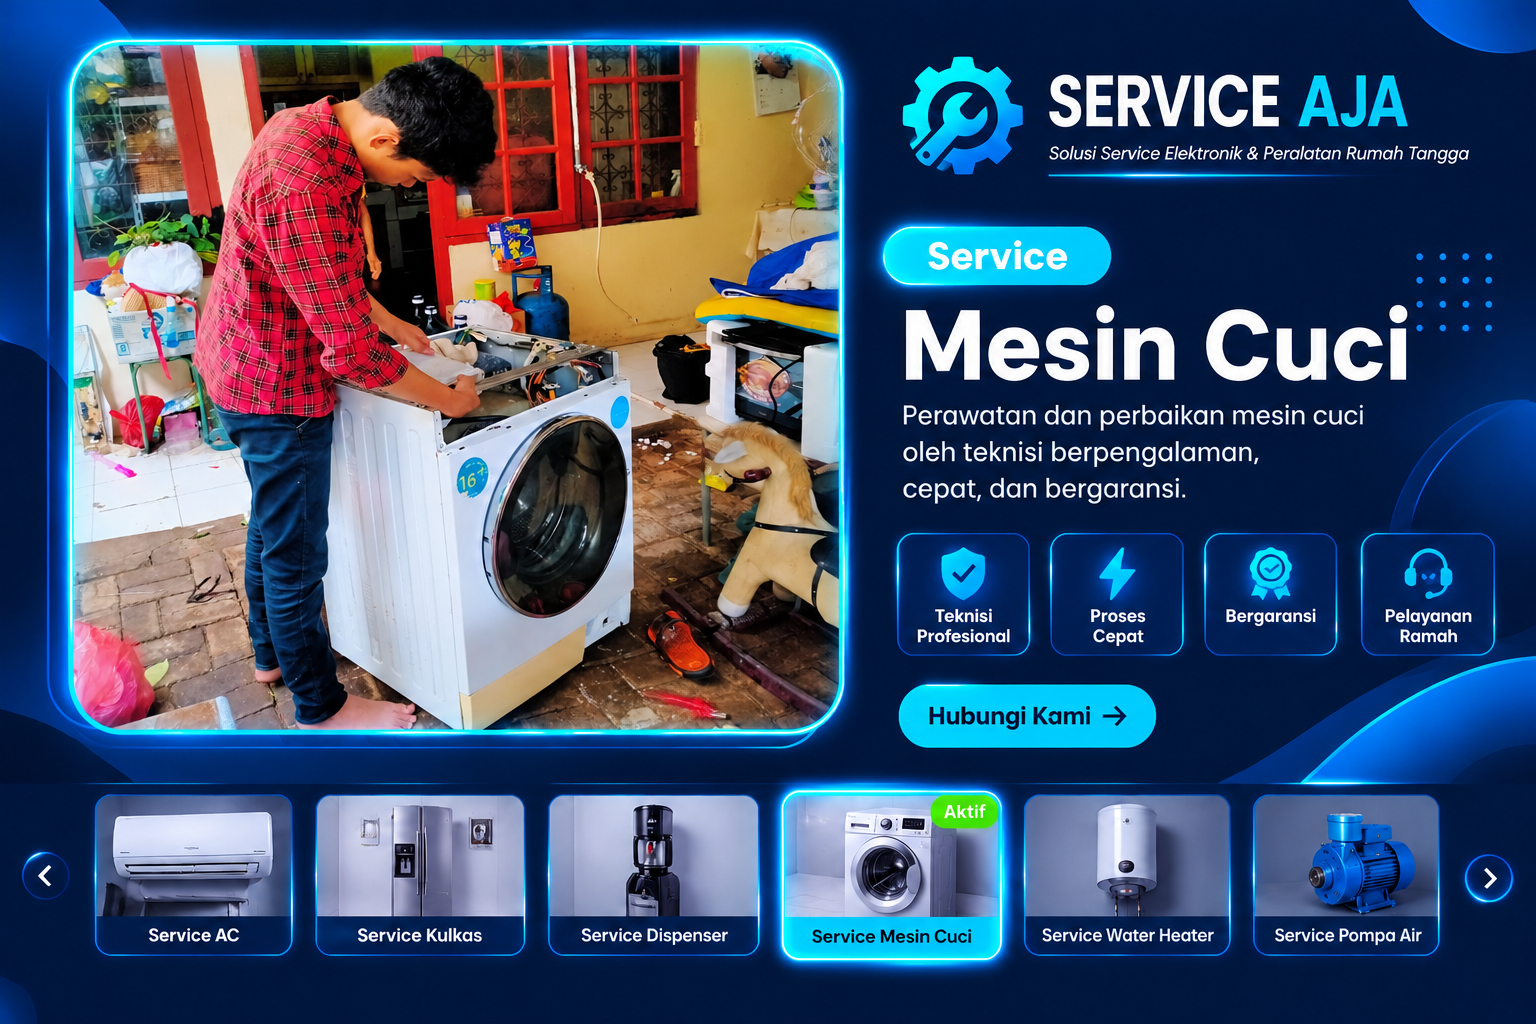 SERVICE AJA
Solusi Service Elektronik & Peralatan Rumah Tangga
Service
Mesin Cuci
Perawatan dan perbaikan mesin cuci
oleh teknisi berpengalaman,
cepat, dan bergaransi.
Teknisi
Profesional
Proses
Cepat
Bergaransi
Pelayanan
Ramah
Hubungi Kami →
16
Aktif
Service AC
Service Kulkas
Service Dispenser
Service Mesin Cuci
Service Water Heater
Service Pompa Air